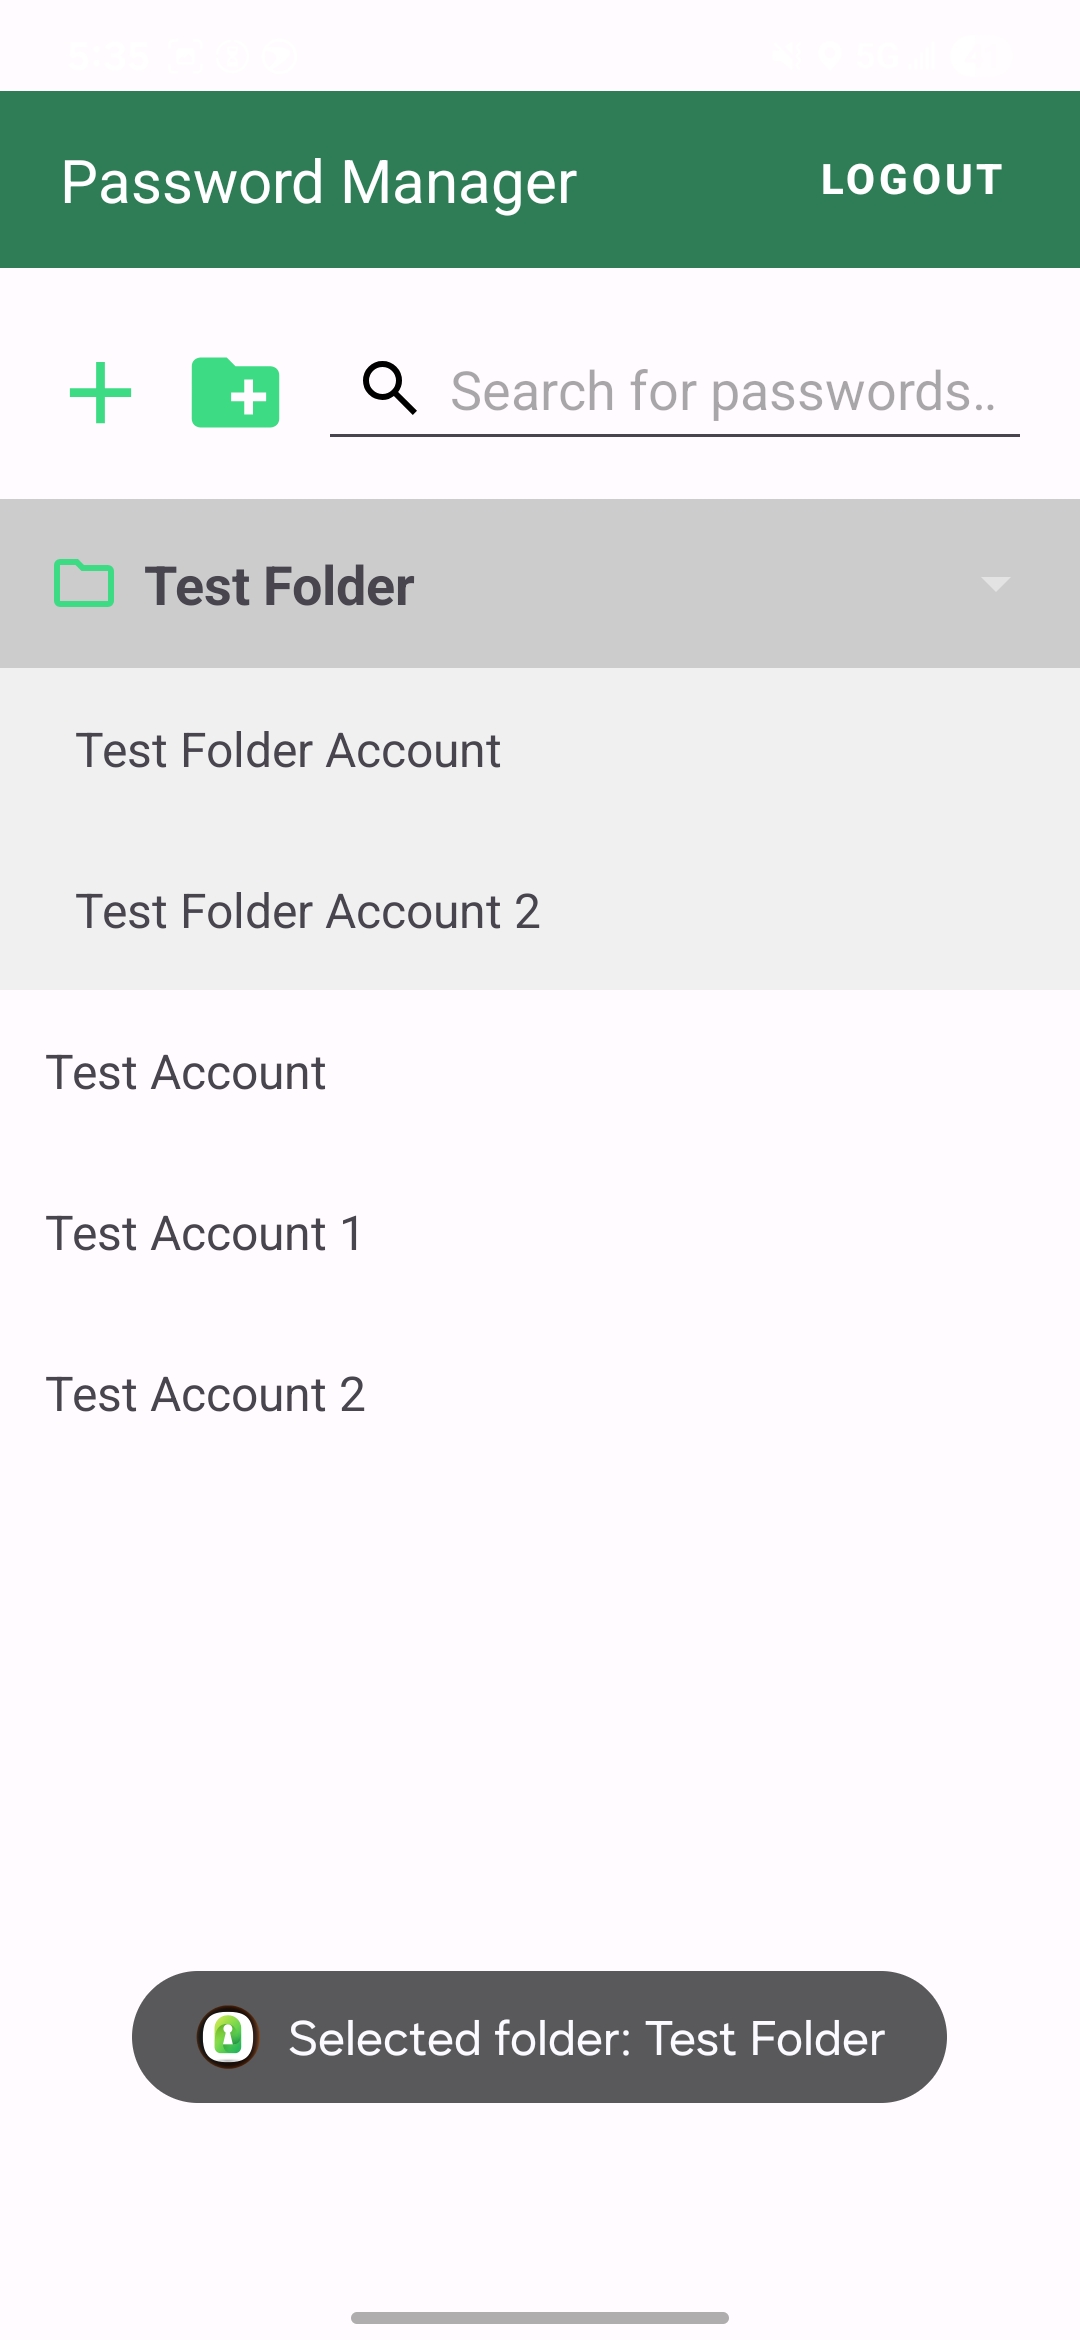 Password Manager
LOGOUT
Search for passwords..
Test Folder
Test Folder Account
Test Folder Account 2
Test Account
Test Account 1
Test Account 2
Selected folder: Test Folder